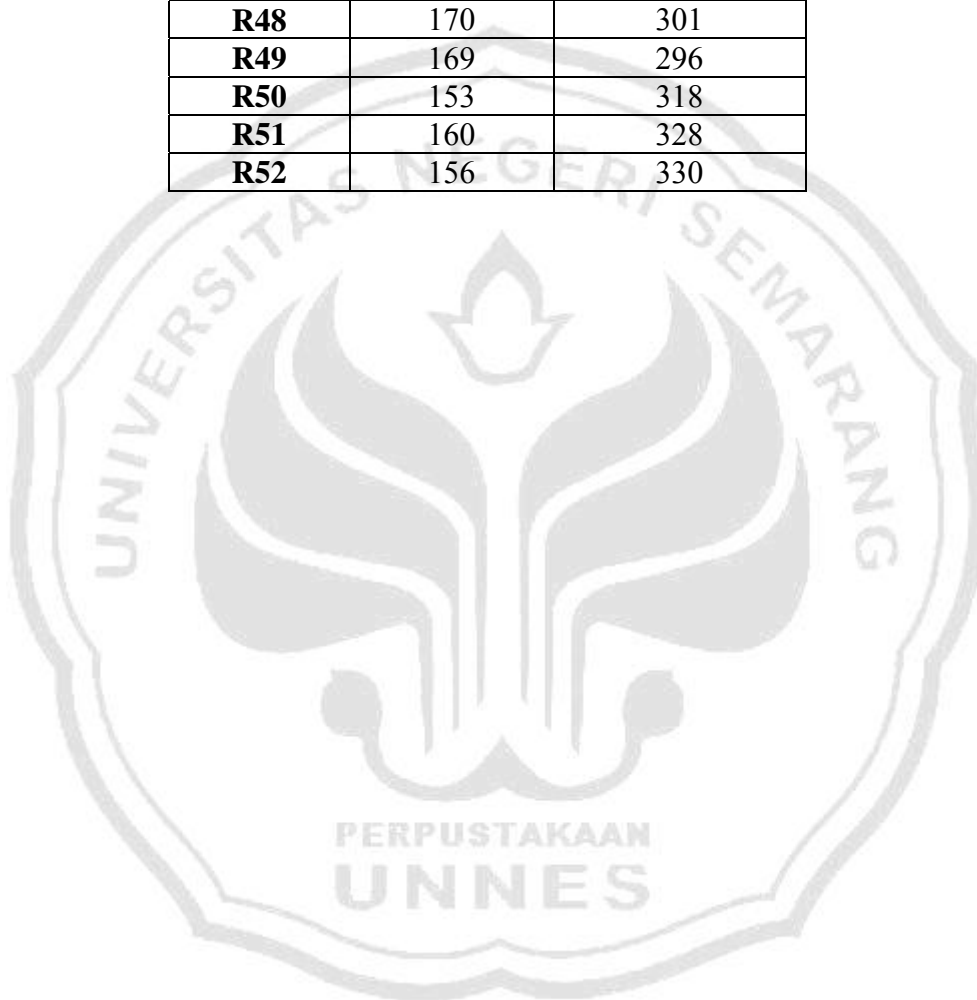 R48 170 301
R49 169 296
R50 153 318
R51 160 328
R52 156 330
UNIVERSITAS NEGERI SEMARANG
PERPUSTAKAAN
UNNES